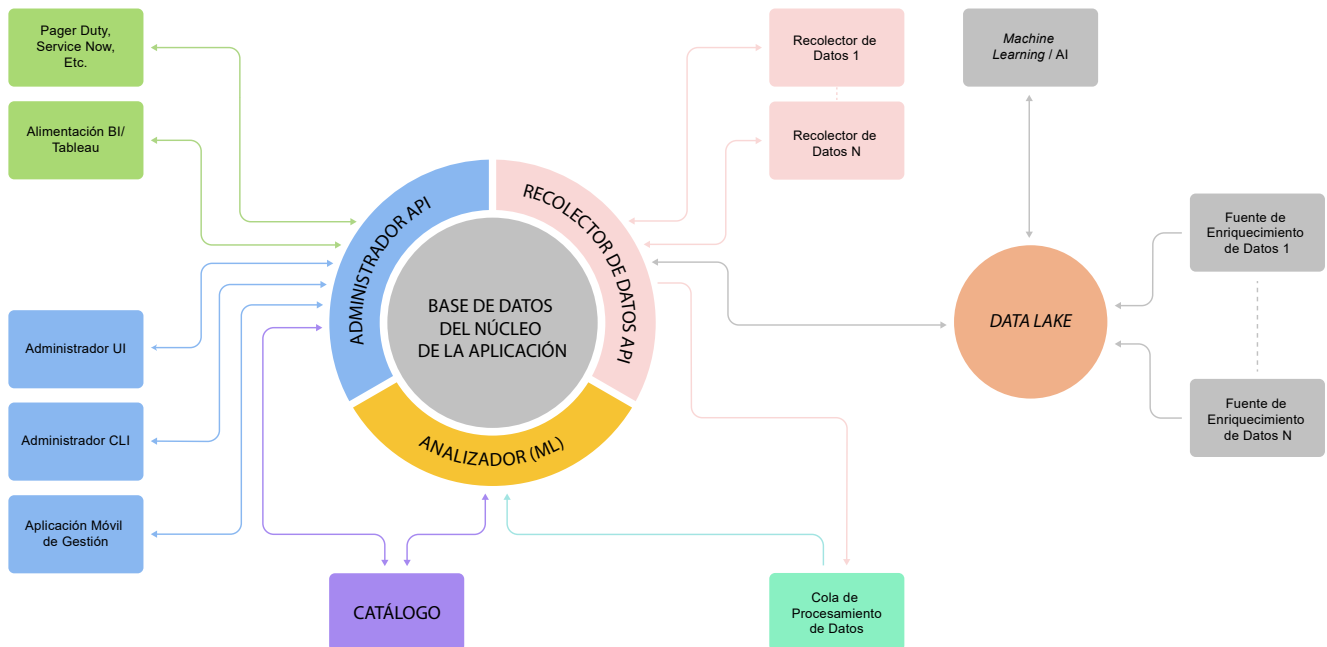 Pager Duty,
Service Now,
Etc.
Alimentación BI/
Tableau
Administrador UI
Administrador CLI
Aplicación Móvil
de Gestión
ADMINISTRADOR API
RECOLECTOR DE DATOS API
ANALIZADOR (ML)
BASE DE DATOS
DEL NÚCLEO
DE LA APLICACIÓN
CATÁLOGO
Recolector de
Datos 1
Recolector de
Datos N
Cola de
Procesamiento
de Datos
Machine
Learning / AI
DATA LAKE
Fuente de
Enriquecimiento
de Datos 1
Fuente de
Enriquecimiento
de Datos N